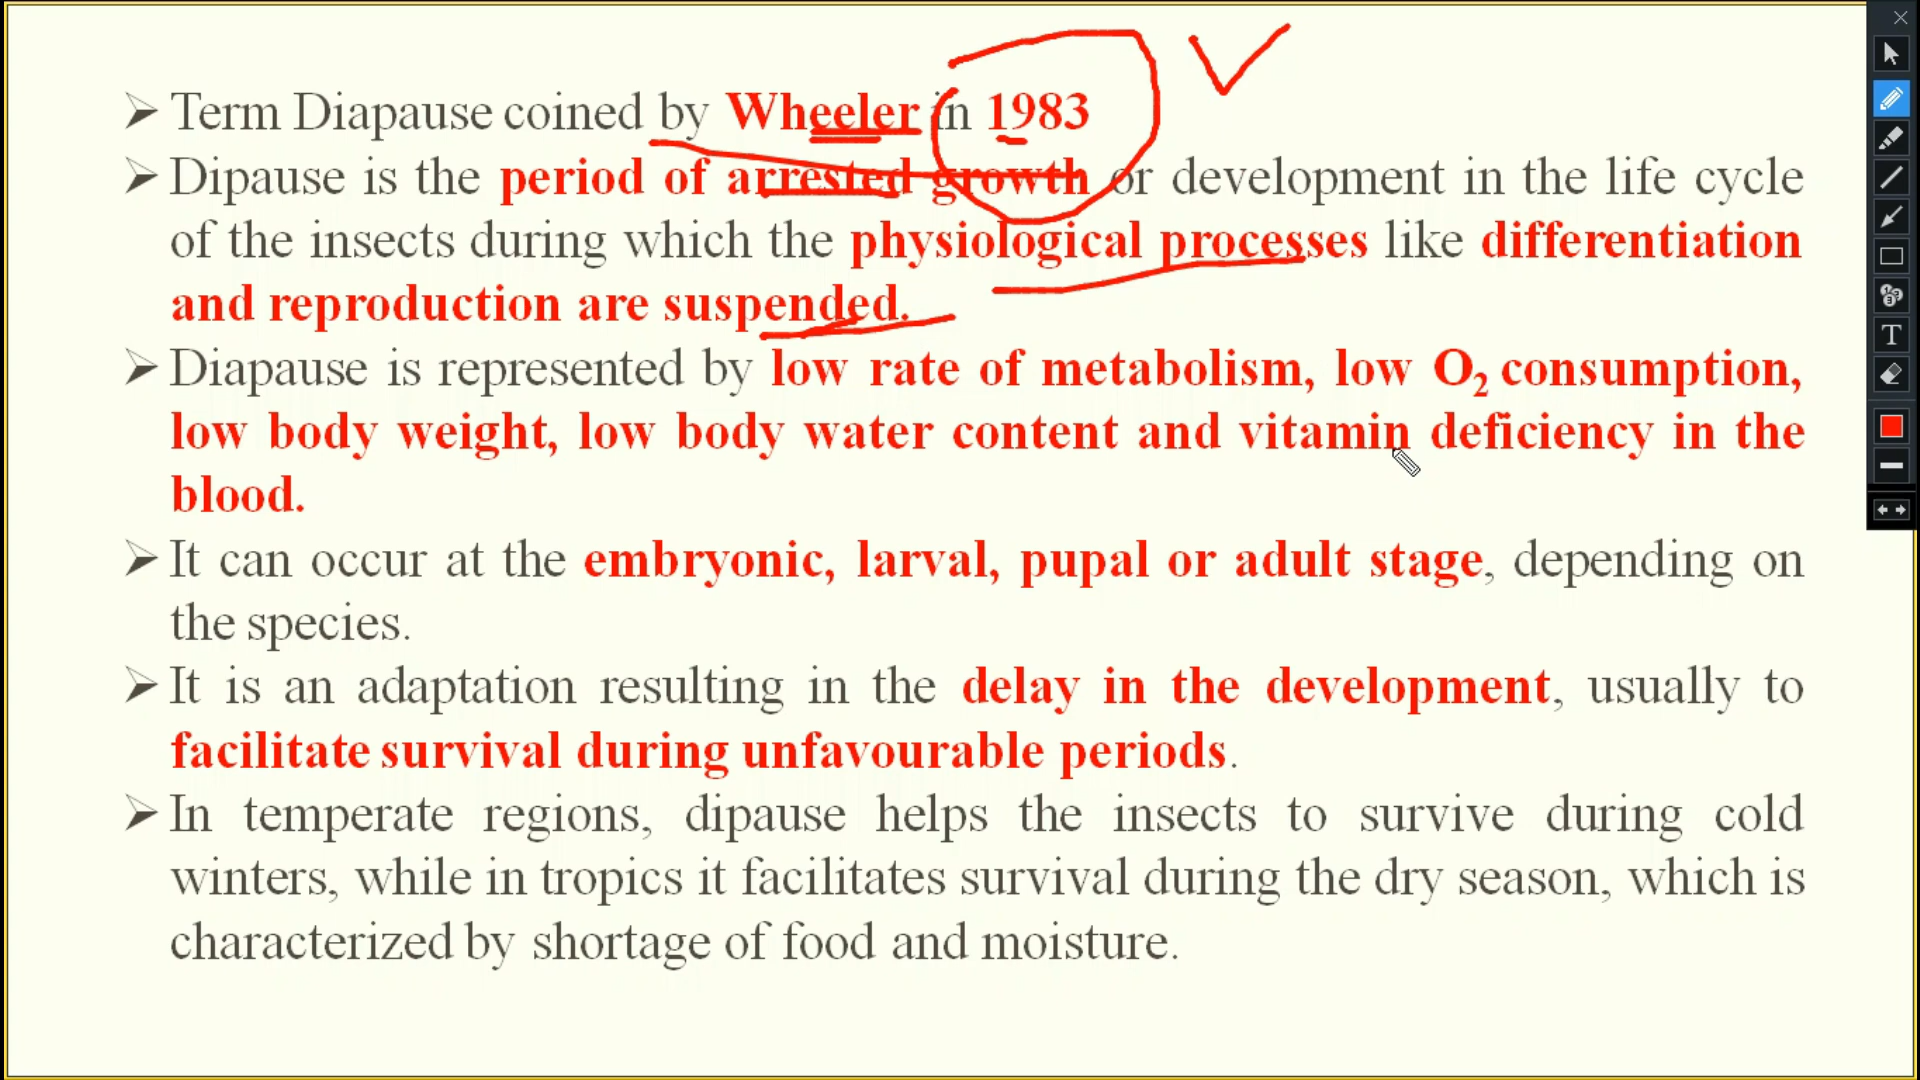 ➢ Term Diapause coined by Wheeler in 1983
➢ Dipause is the period of arrested growth or development in the life cycle
of the insects during which the physiological processes like differentiation
and reproduction are suspended.
➢ Diapause is represented by low rate of metabolism, low O₂ consumption,
low body weight, low body water content and vitamin deficiency in the
blood.
➢ It can occur at the embryonic, larval, pupal or adult stage, depending on
the species.
➢ It is an adaptation resulting in the delay in the development, usually to
facilitate survival during unfavourable periods.
➢ In temperate regions, dipause helps the insects to survive during cold
winters, while in tropics it facilitates survival during the dry season, which is
characterized by shortage of food and moisture.